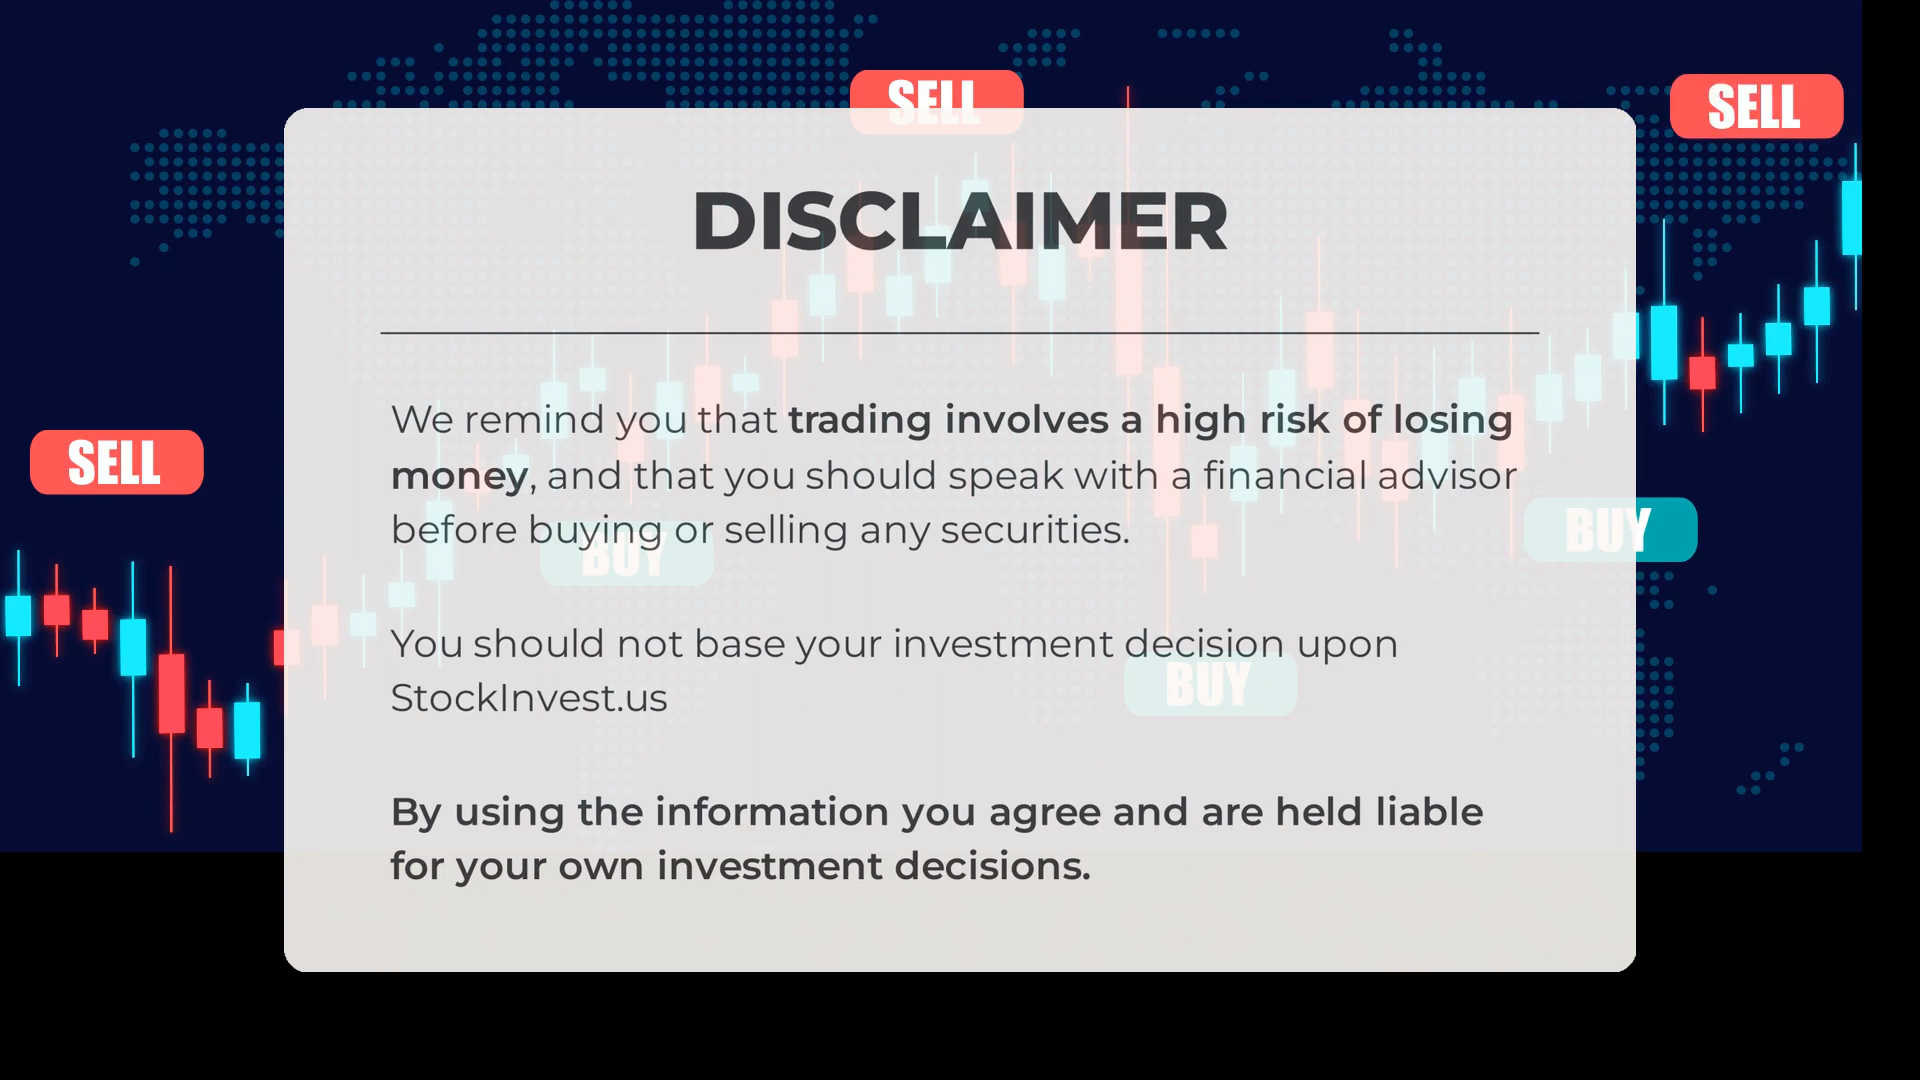 SELL
SELL
DISCLAIMER
We remind you that trading involves a high risk of losing
money, and that you should speak with a financial advisor
before buying or selling any securities.
SELL
BUY
BUY
You should not base your investment decision upon
StockInvest.us
BUY
By using the information you agree and are held liable
for your own investment decisions.